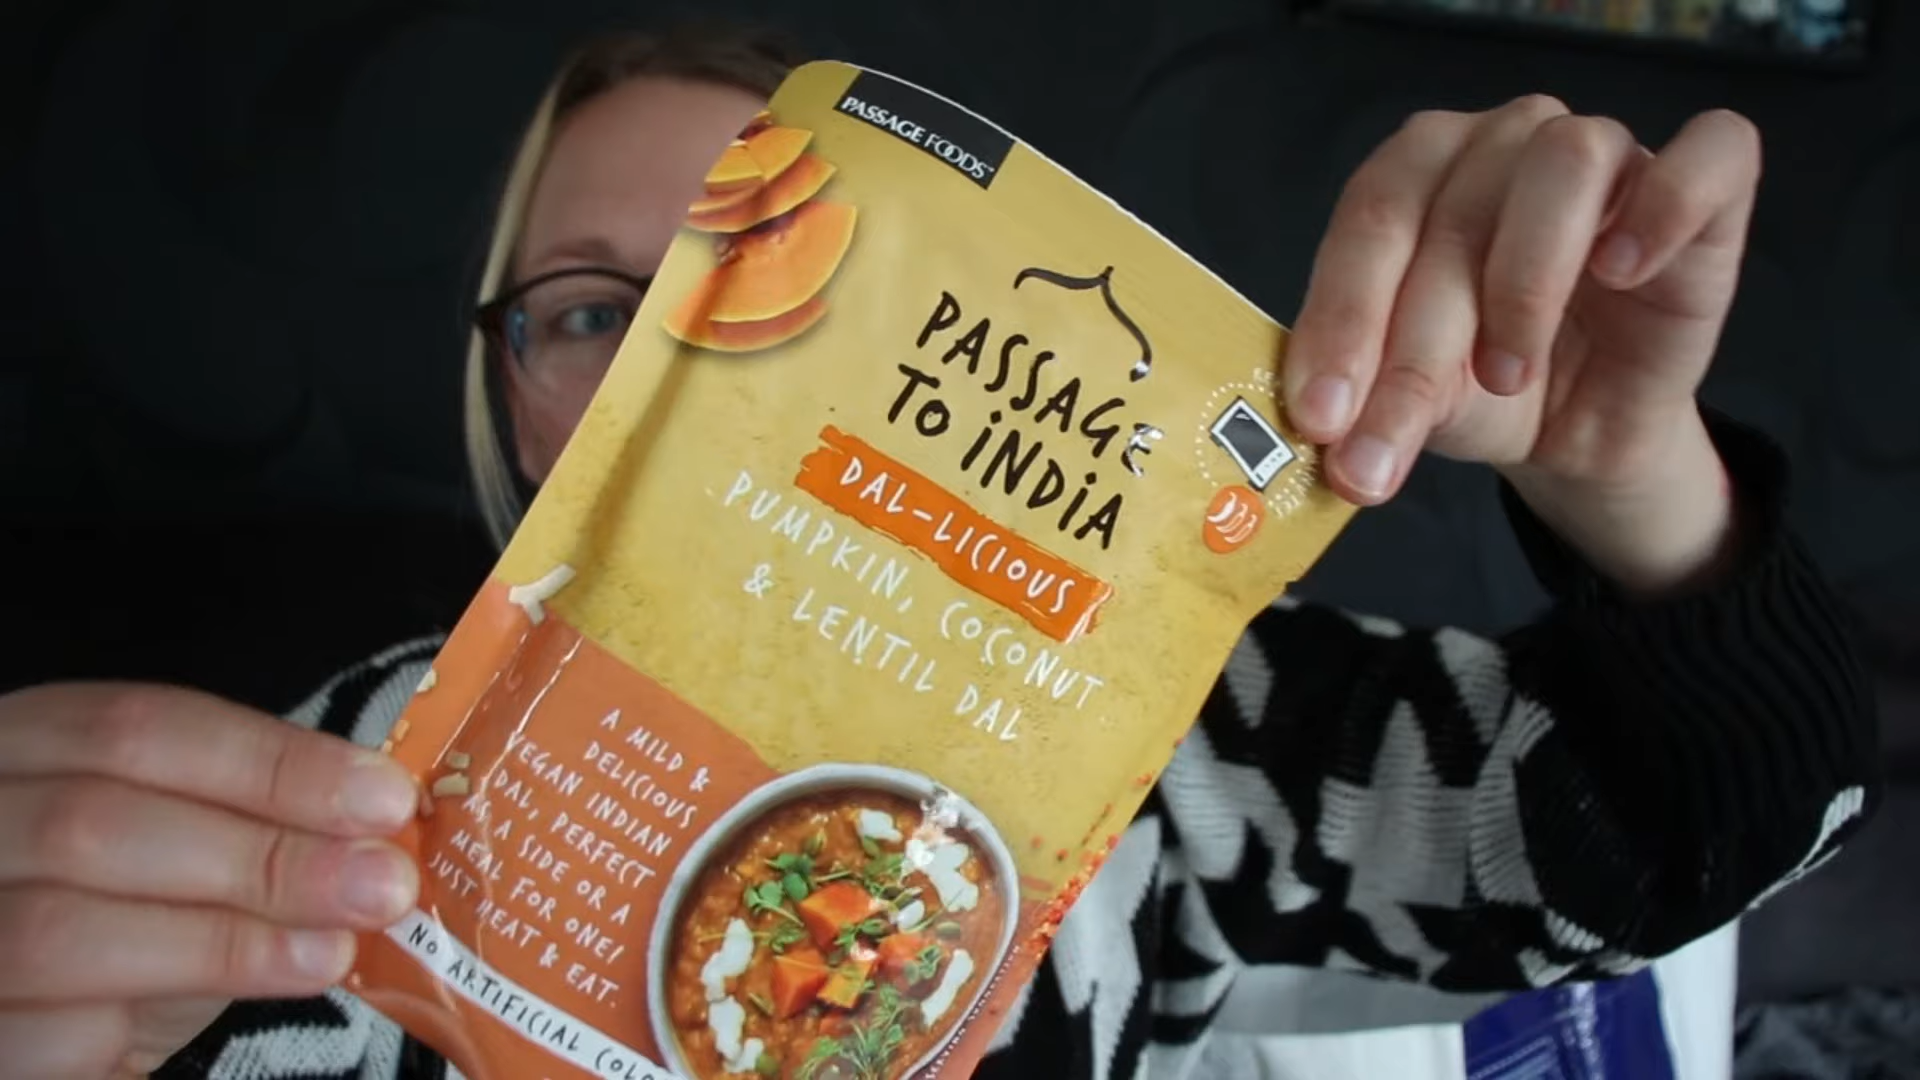 PASSAGE FOODS
PASSAGE
TO INDIA
DAL-LICIOUS
PUMPKIN, COCONUT
& LENTIL DAL
A MILD &
DELICIOUS
VEGAN INDIAN
DAL, PERFECT
AS A SIDE OR A
MEAL FOR ONE!
JUST HEAT & EAT.
NO ARTIFICIAL